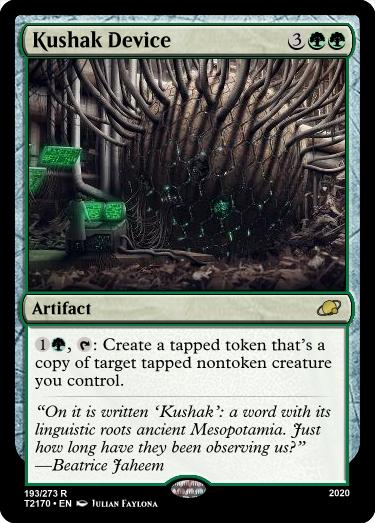 Kushak Device 3
Artifact
1, : Create a tapped token that's a
copy of target tapped nontoken creature
you control.
“On it is written ‘Kushak’: a word with its
linguistic roots ancient Mesopotamia. Just
how long have they been observing us?”
—Beatrice Jaheem
193/273 R 2020
T2170 • EN Julian Faylona